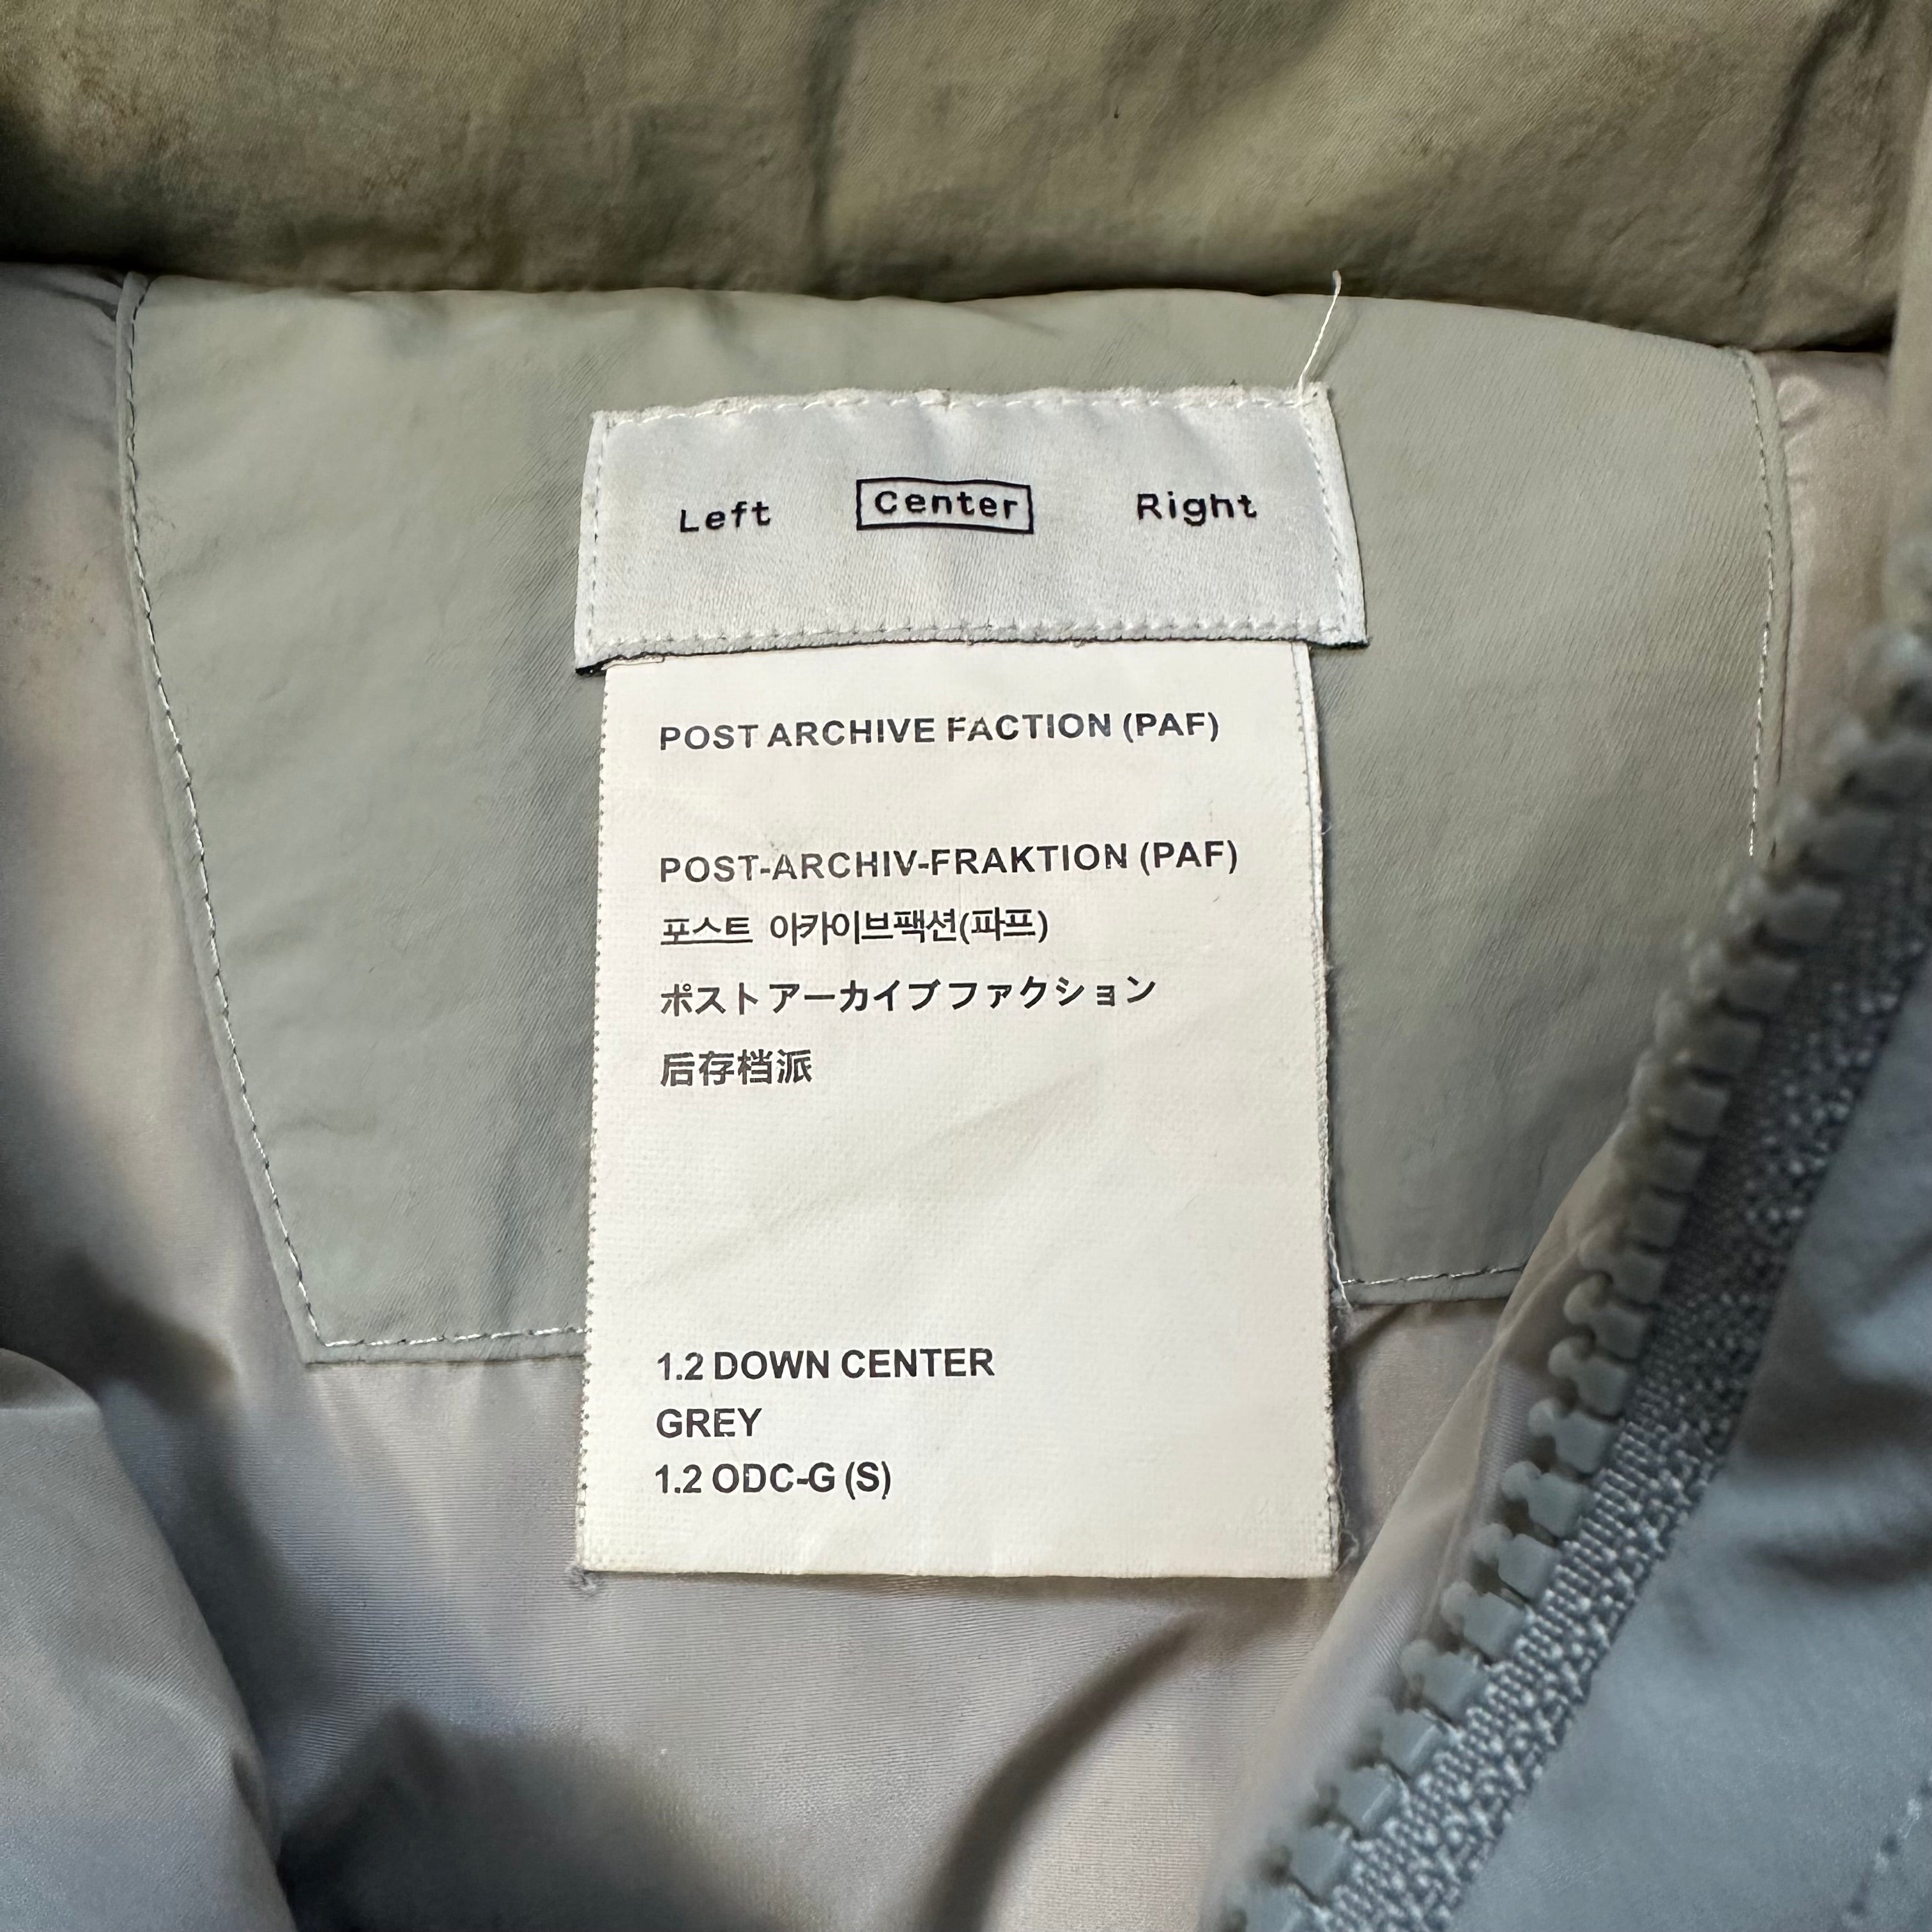 Left Center Right
POST ARCHIVE FACTION (PAF)
POST-ARCHIV-FRAKTION (PAF)
포스트 아카이브팩션(파프)
ポスト アーカイブファクション
后存档派
1.2 DOWN CENTER
GREY
1.2 ODC-G (S)